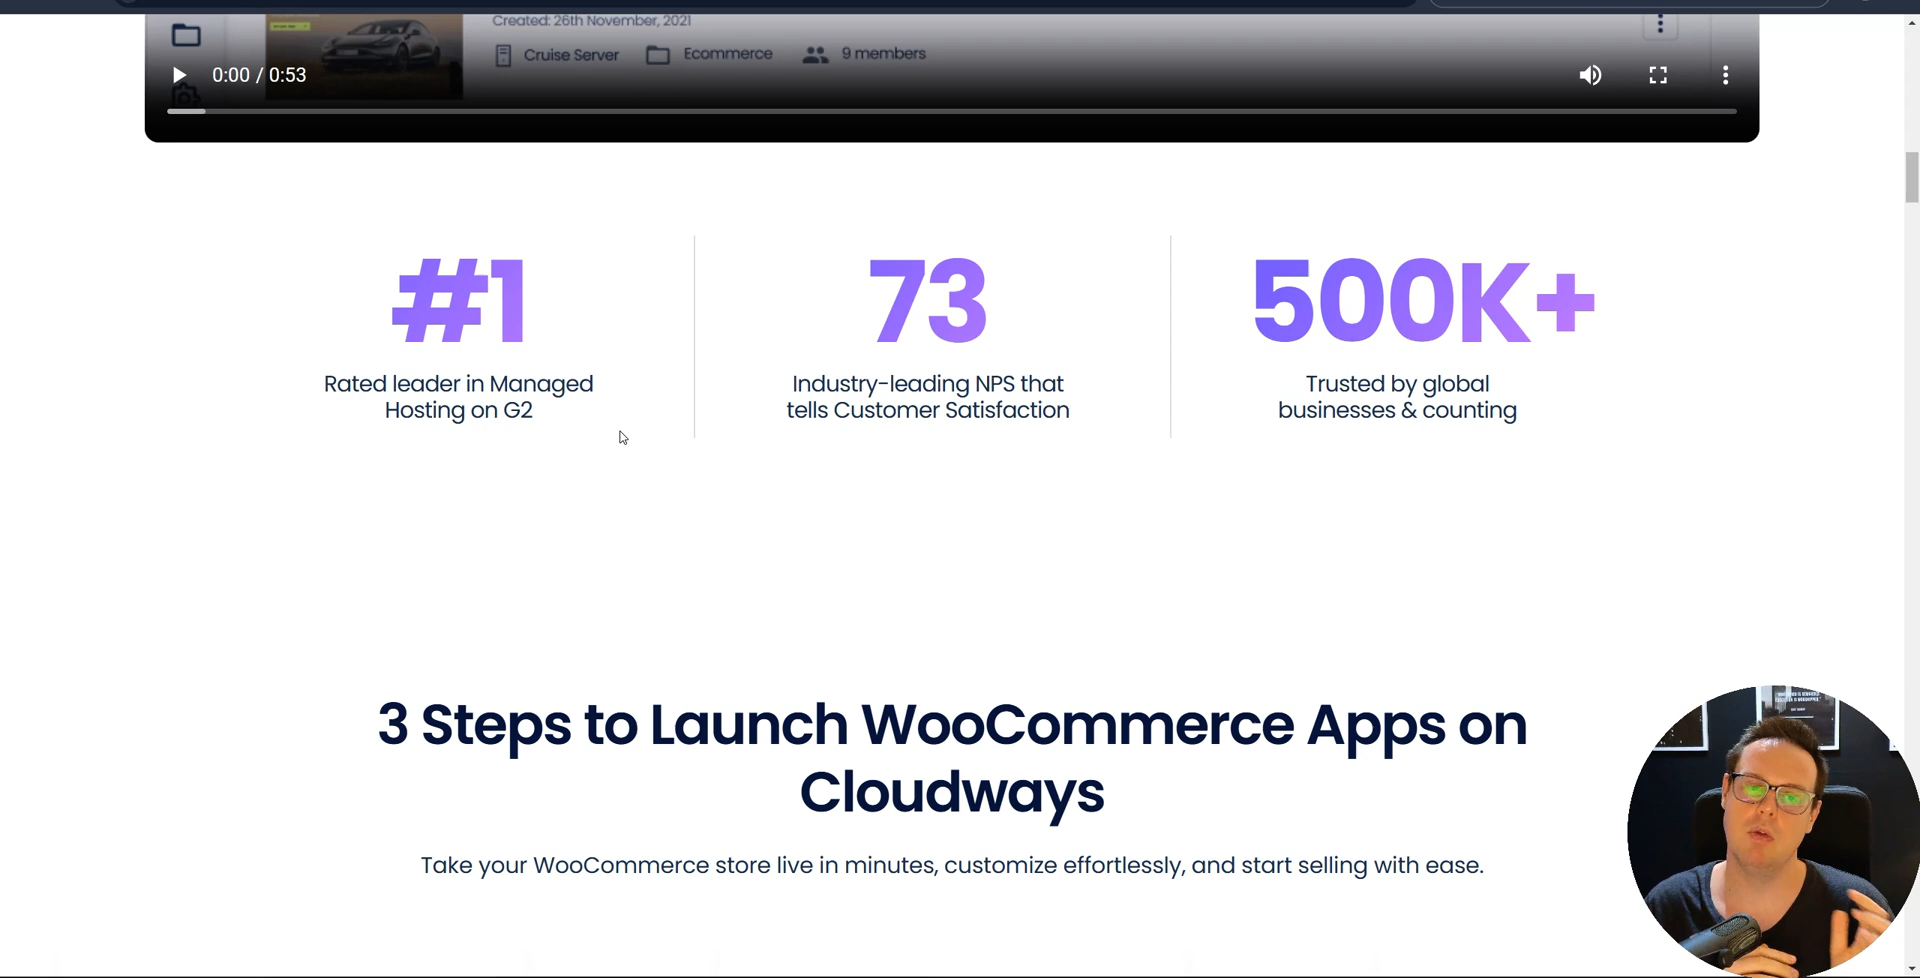 Created: 26th November, 2021
Cruise Server Ecommerce 9 members
0:00 / 0:53
#1
Rated leader in Managed
Hosting on G2
73
Industry-leading NPS that
tells Customer Satisfaction
500K+
Trusted by global
businesses & counting
3 Steps to Launch WooCommerce Apps on
Cloudways
Take your WooCommerce store live in minutes, customize effortlessly, and start selling with ease.